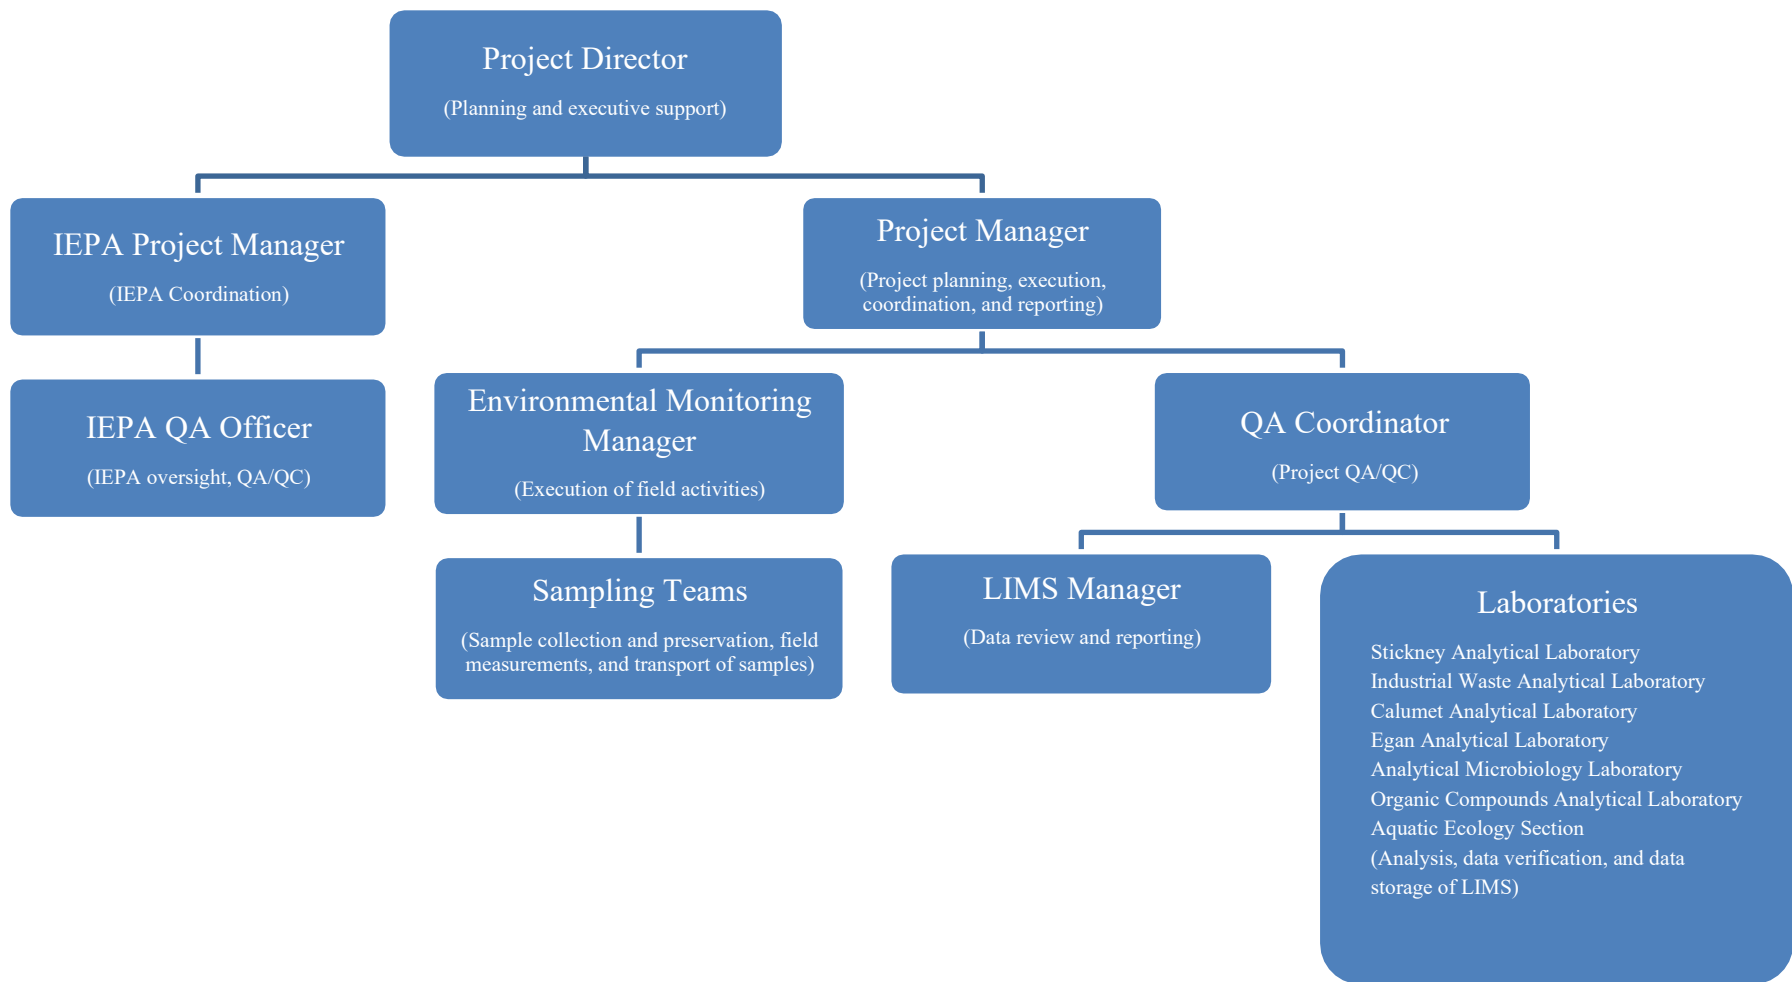 Project Director
(Planning and executive support)
IEPA Project Manager
(IEPA Coordination)
Project Manager
(Project planning, execution,
coordination, and reporting)
IEPA QA Officer
(IEPA oversight, QA/QC)
Environmental Monitoring
Manager
(Execution of field activities)
QA Coordinator
(Project QA/QC)
Sampling Teams
(Sample collection and preservation, field
measurements, and transport of samples)
LIMS Manager
(Data review and reporting)
Laboratories
Stickney Analytical Laboratory
Industrial Waste Analytical Laboratory
Calumet Analytical Laboratory
Egan Analytical Laboratory
Analytical Microbiology Laboratory
Organic Compounds Analytical Laboratory
Aquatic Ecology Section
(Analysis, data verification, and data
storage of LIMS)